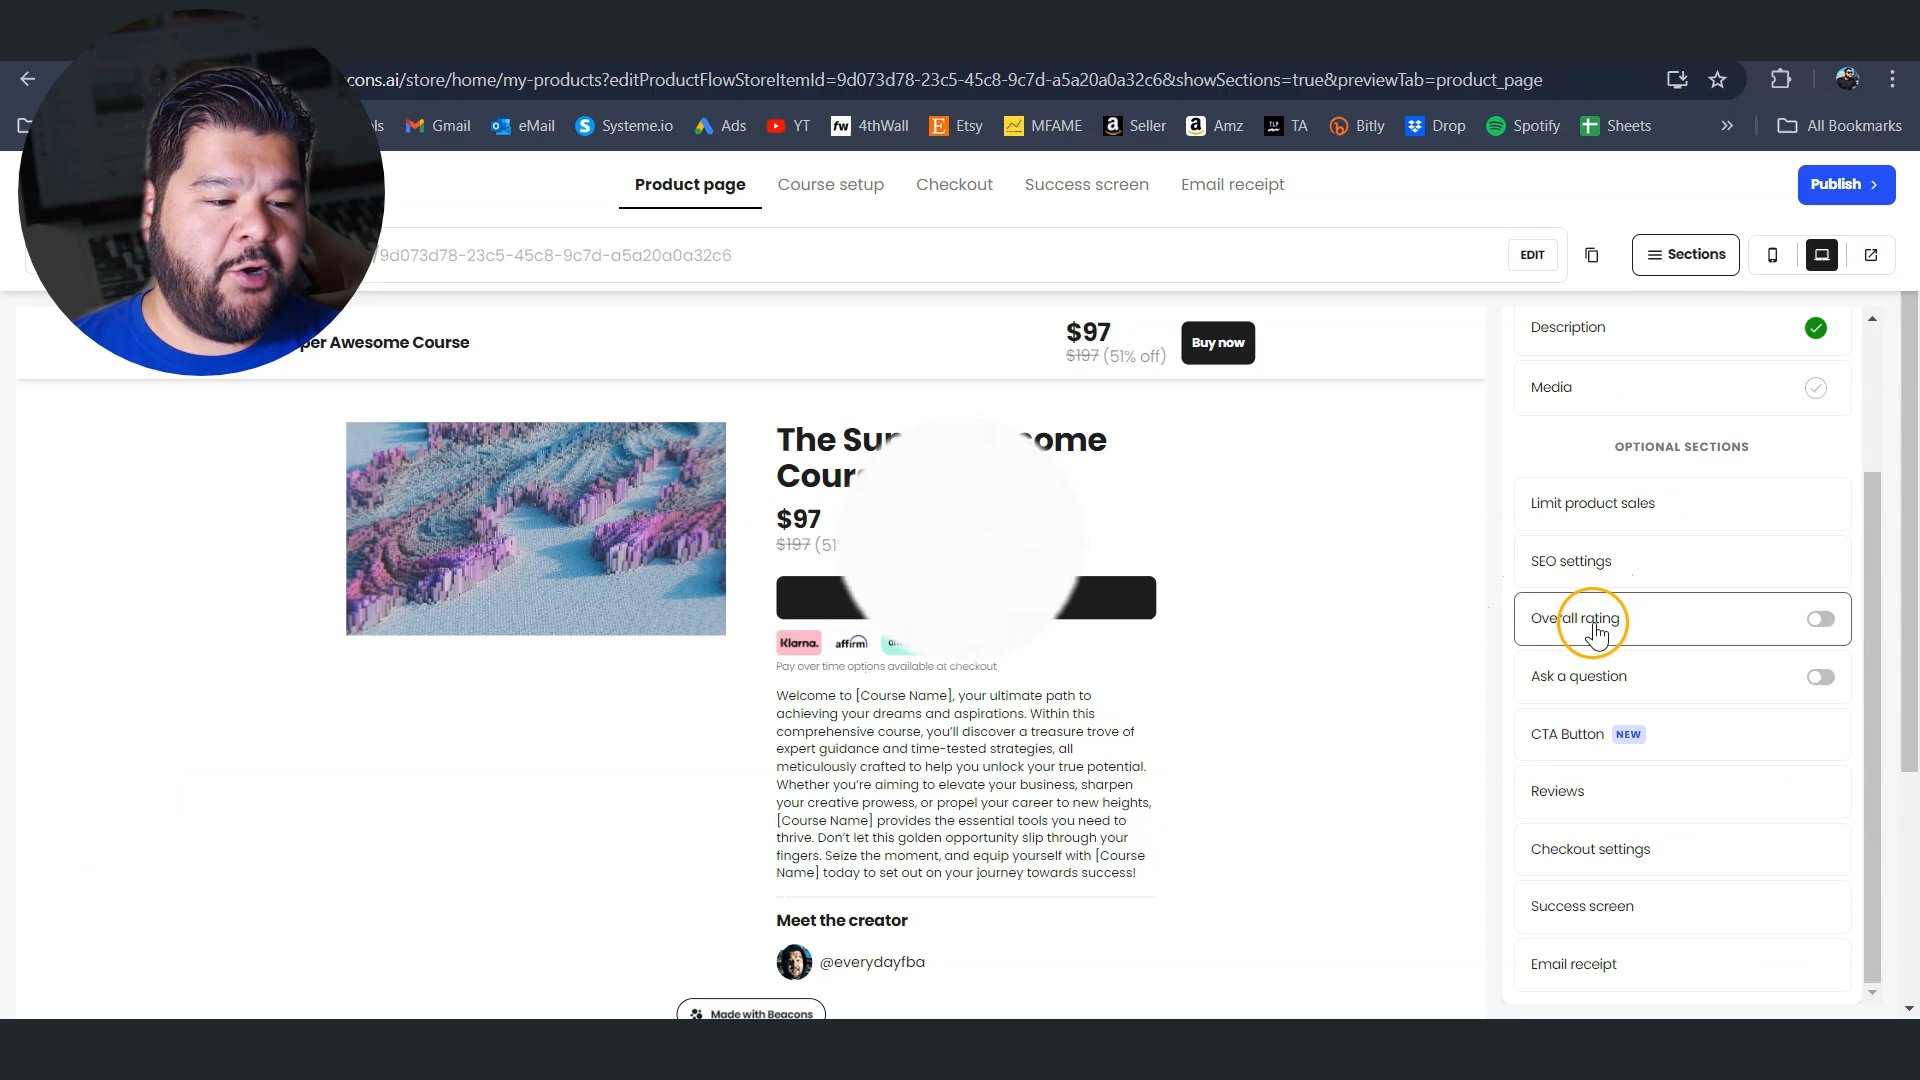 cons.ai/store/home/my-products?editProductFlowStoreItemId=9d073d78-23c5-45c8-9c7d-a5a20a0a32c6&showSections=true&previewTab=product_page
ls Gmail eMail Systeme.io Ads YT 4thWall Etsy MFAME Seller Amz TA Bitly Drop Spotify Sheets » All Bookmarks
Product page Course setup Checkout Success screen Email receipt Publish
/9d073d78-23c5-45c8-9c7d-a5a20a0a32c6 EDIT Sections
per Awesome Course
$97
$197 (51% off)
Buy now
The Su ome
Cour
$97
$197 (51
Klarna. affirm
Pay over time options available at checkout
Welcome to [Course Name], your ultimate path to
achieving your dreams and aspirations. Within this
comprehensive course, you'll discover a treasure trove of
expert guidance and time-tested strategies, all
meticulously crafted to help you unlock your true potential.
Whether you're aiming to elevate your business, sharpen
your creative prowess, or propel your career to new heights,
[Course Name] provides the essential tools you need to
thrive. Don't let this golden opportunity slip through your
fingers. Seize the moment, and equip yourself with [Course
Name] today to set out on your journey towards success!
Meet the creator
@everydayfba
Made with Beacons
Description
Media
OPTIONAL SECTIONS
Limit product sales
SEO settings
Overall rating
Ask a question
CTA Button NEW
Reviews
Checkout settings
Success screen
Email receipt